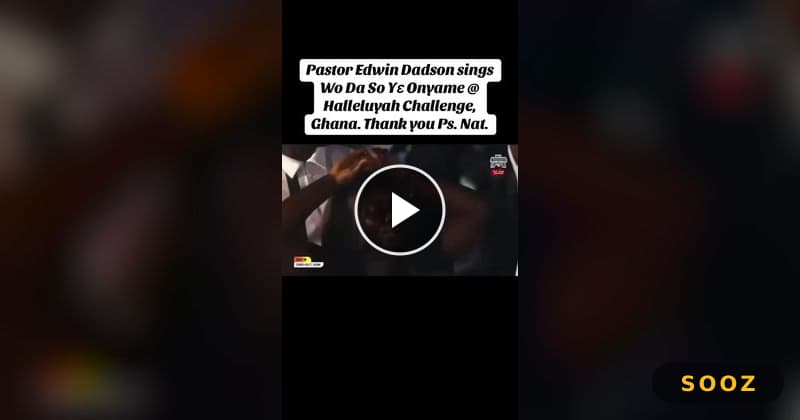 Pastor Edwin Dadson sings
Wo Da So Yɛ Onyame @
Halleluyah Challenge,
Ghana. Thank you Ps. Nat.
SOOZ